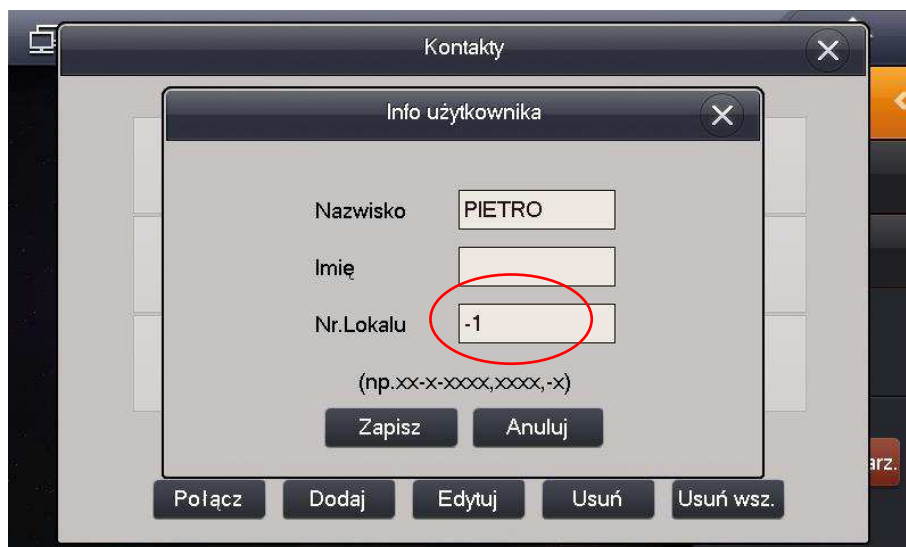 Kontakty
Info użytkownika
Nazwisko PIETRO
Imię
Nr.Lokalu -1
(np.xx-x-xxxx,xxxx,-x)
Zapisz Anuluj
arz.
Połącz Dodaj Edytuj Usuń Usuń wsz.